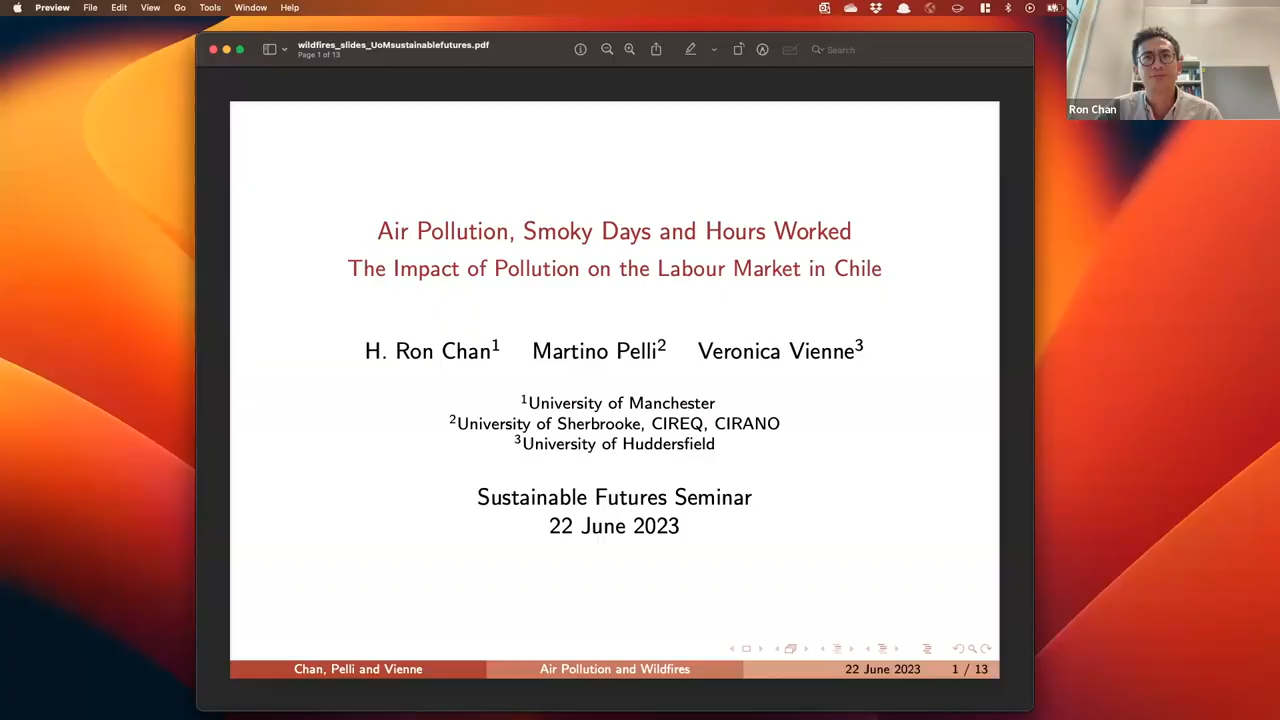 Preview File Edit View Go Tools Window Help
wildfires_slides_UoMsustainablefutures.pdf
Page 1 of 13
Search
Ron Chan
Air Pollution, Smoky Days and Hours Worked
The Impact of Pollution on the Labour Market in Chile
H. Ron Chan1 Martino Pelli2 Veronica Vienne3
1University of Manchester
2University of Sherbrooke, CIREQ, CIRANO
3University of Huddersfield
Sustainable Futures Seminar
22 June 2023
Chan, Pelli and Vienne Air Pollution and Wildfires 22 June 2023 1 / 13